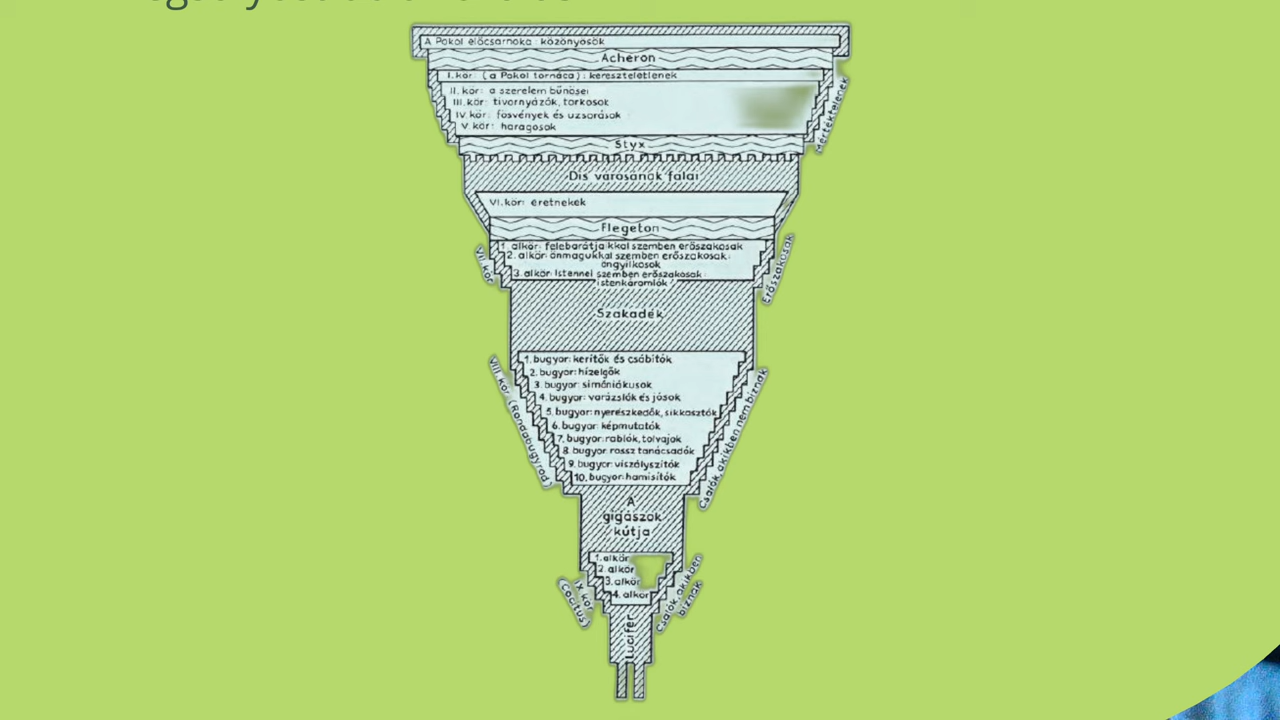 A Pokol előcsarnoka: közönyösök
Acheron
I. kör (a Pokol tornáca): kereszteletlenek
II. kör: a szerelem bűnösei
III. kör: tivornyázók, torkosok
IV. kör: fösvények és uzsorások
V. kör: haragosok
Mértéktelenek
Styx
Dis városának falai
VI. kör: eretnekek
Flegeton
VII. kör
1. alkör: felebarátja kkal szemben erőszakosak
2. alkör: önmagukkal szemben erőszakosak:
öngyilkosok
3. alkör: Istennel szemben erőszakosak:
istenkáromlók
Erőszakosak
Szakadék
VIII. kör (Rondabugyrod)
1. bugyor: kerítők és csábítók
2. bugyor: hízelgők
3. bugyor: simóniákusok
4. bugyor: varázslók és jósok
5. bugyor: nyerészkedők, sikkasztók
6. bugyor: képmutatók
7. bugyor: rablók, tolvajok
8. bugyor: rossz tanácsadók
9. bugyor: viszályszítók
10. bugyor: hamisítók
Csalók, akikben nem bíznak
A
gigászok
kútja
IX. kör
(Cocitus)
1. alkör
2. alkör
3. alkör
4. alkör
Csalók, akikben
bíznak
Lucifer